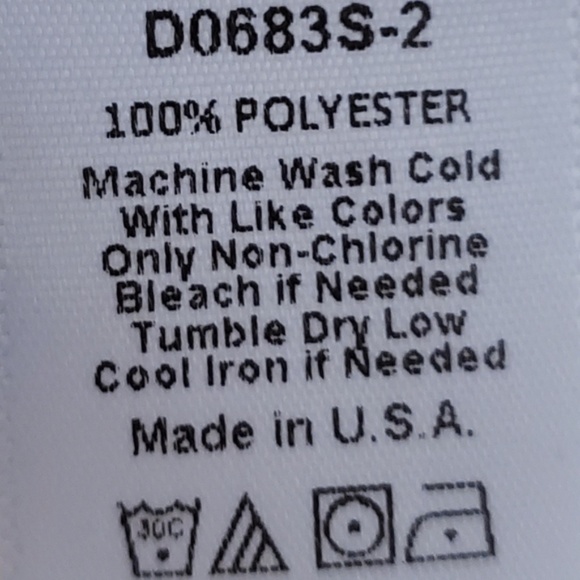 D0683S-2
100% POLYESTER
Machine Wash Cold
With Like Colors
Only Non-Chlorine
Bleach if Needed
Tumble Dry Low
Cool Iron if Needed
Made in U.S.A.
30C